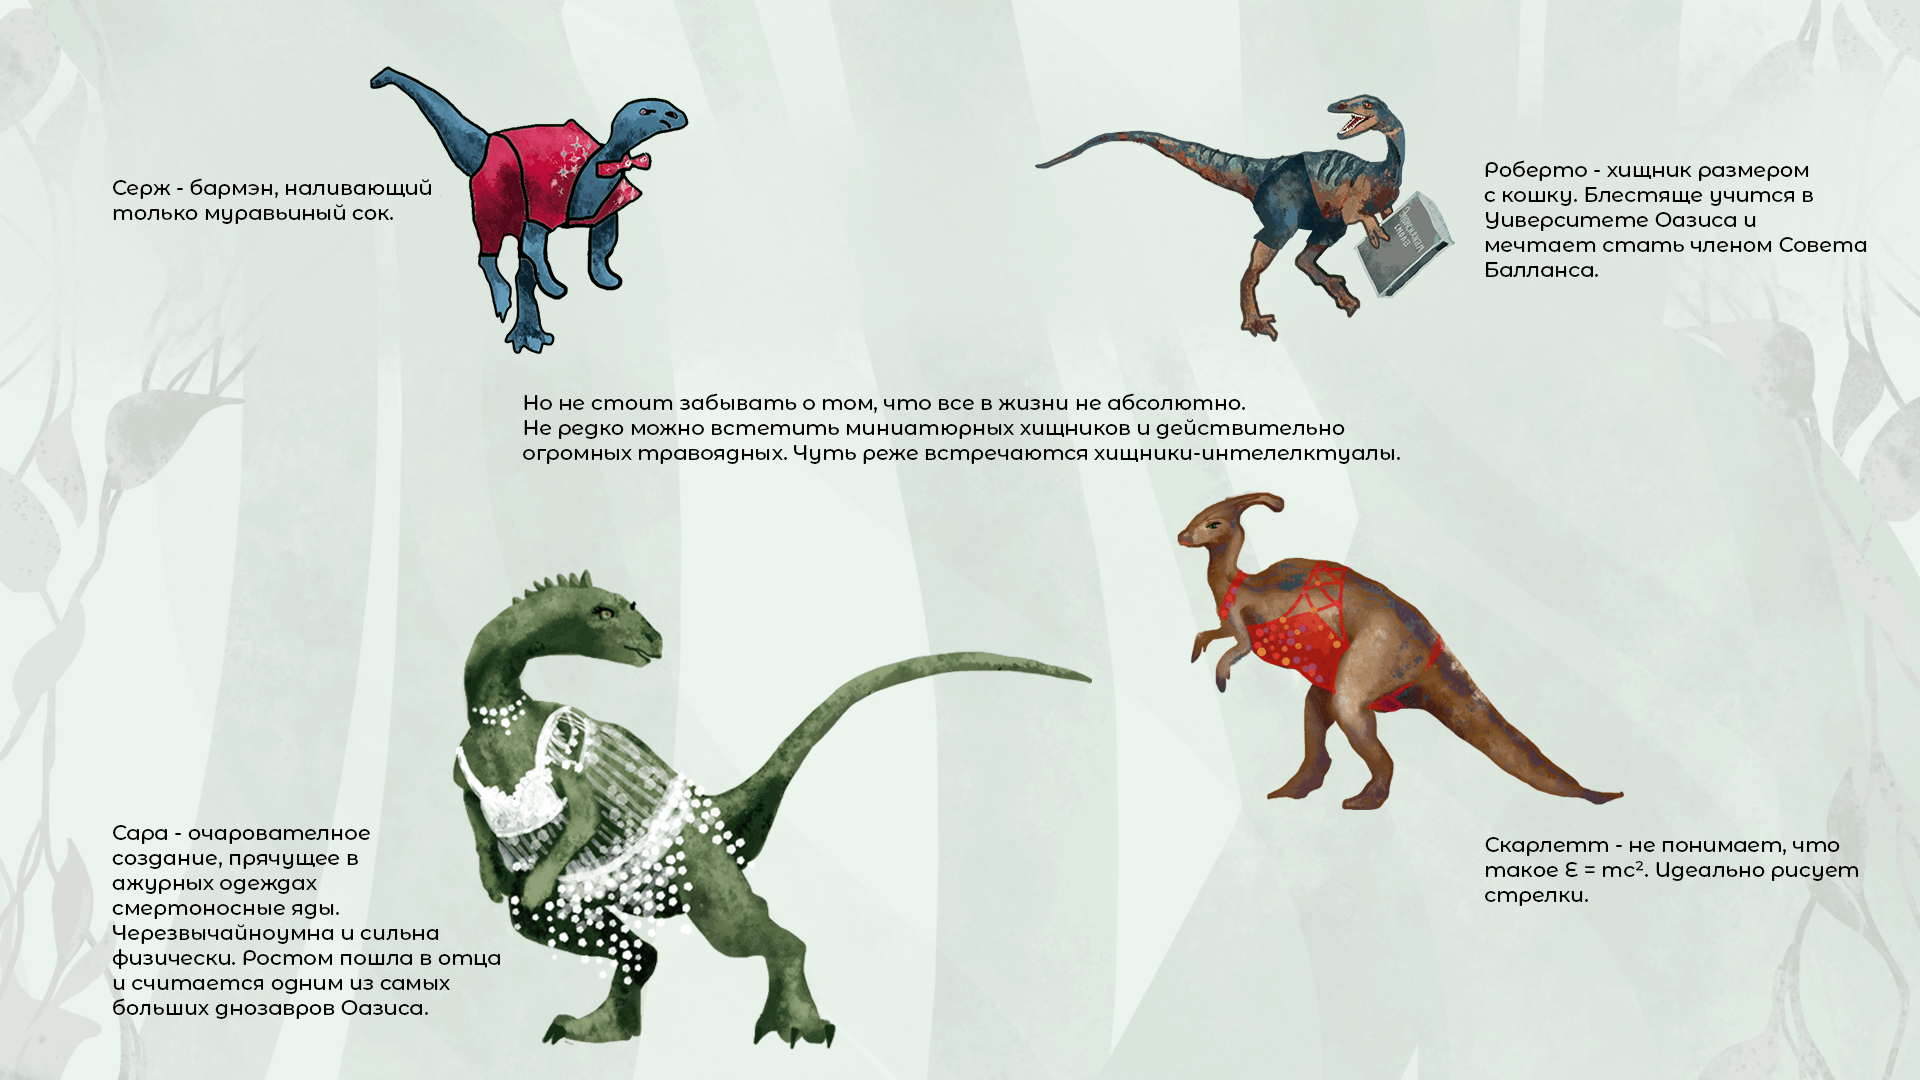 Серж - бармэн, наливающий
только муравьиный сок.
Роберто - хищник размером
с кошку. Блестяще учится в
Уиверситете Оазиса и
мечтает стать членом Совета
Балланса.
Но не стоит забывать о том, что все в жизни не абсолютно.
Не редко можно встетить миниатюрных хищников и действительно
огромных травоядных. Чуть реже встречаются хищники-интелелктуалы.
Сара - очарователное
создание, прячущее в
ажурных одеждах
смертоносные яды.
Черезвычайноумна и сильна
физически. Ростом пошла в отца
и считается одним из самых
больших днозавров Оазиса.
Скарлетт - не понимает, что
такое Е = mc². Идеально рисует
стрелки.